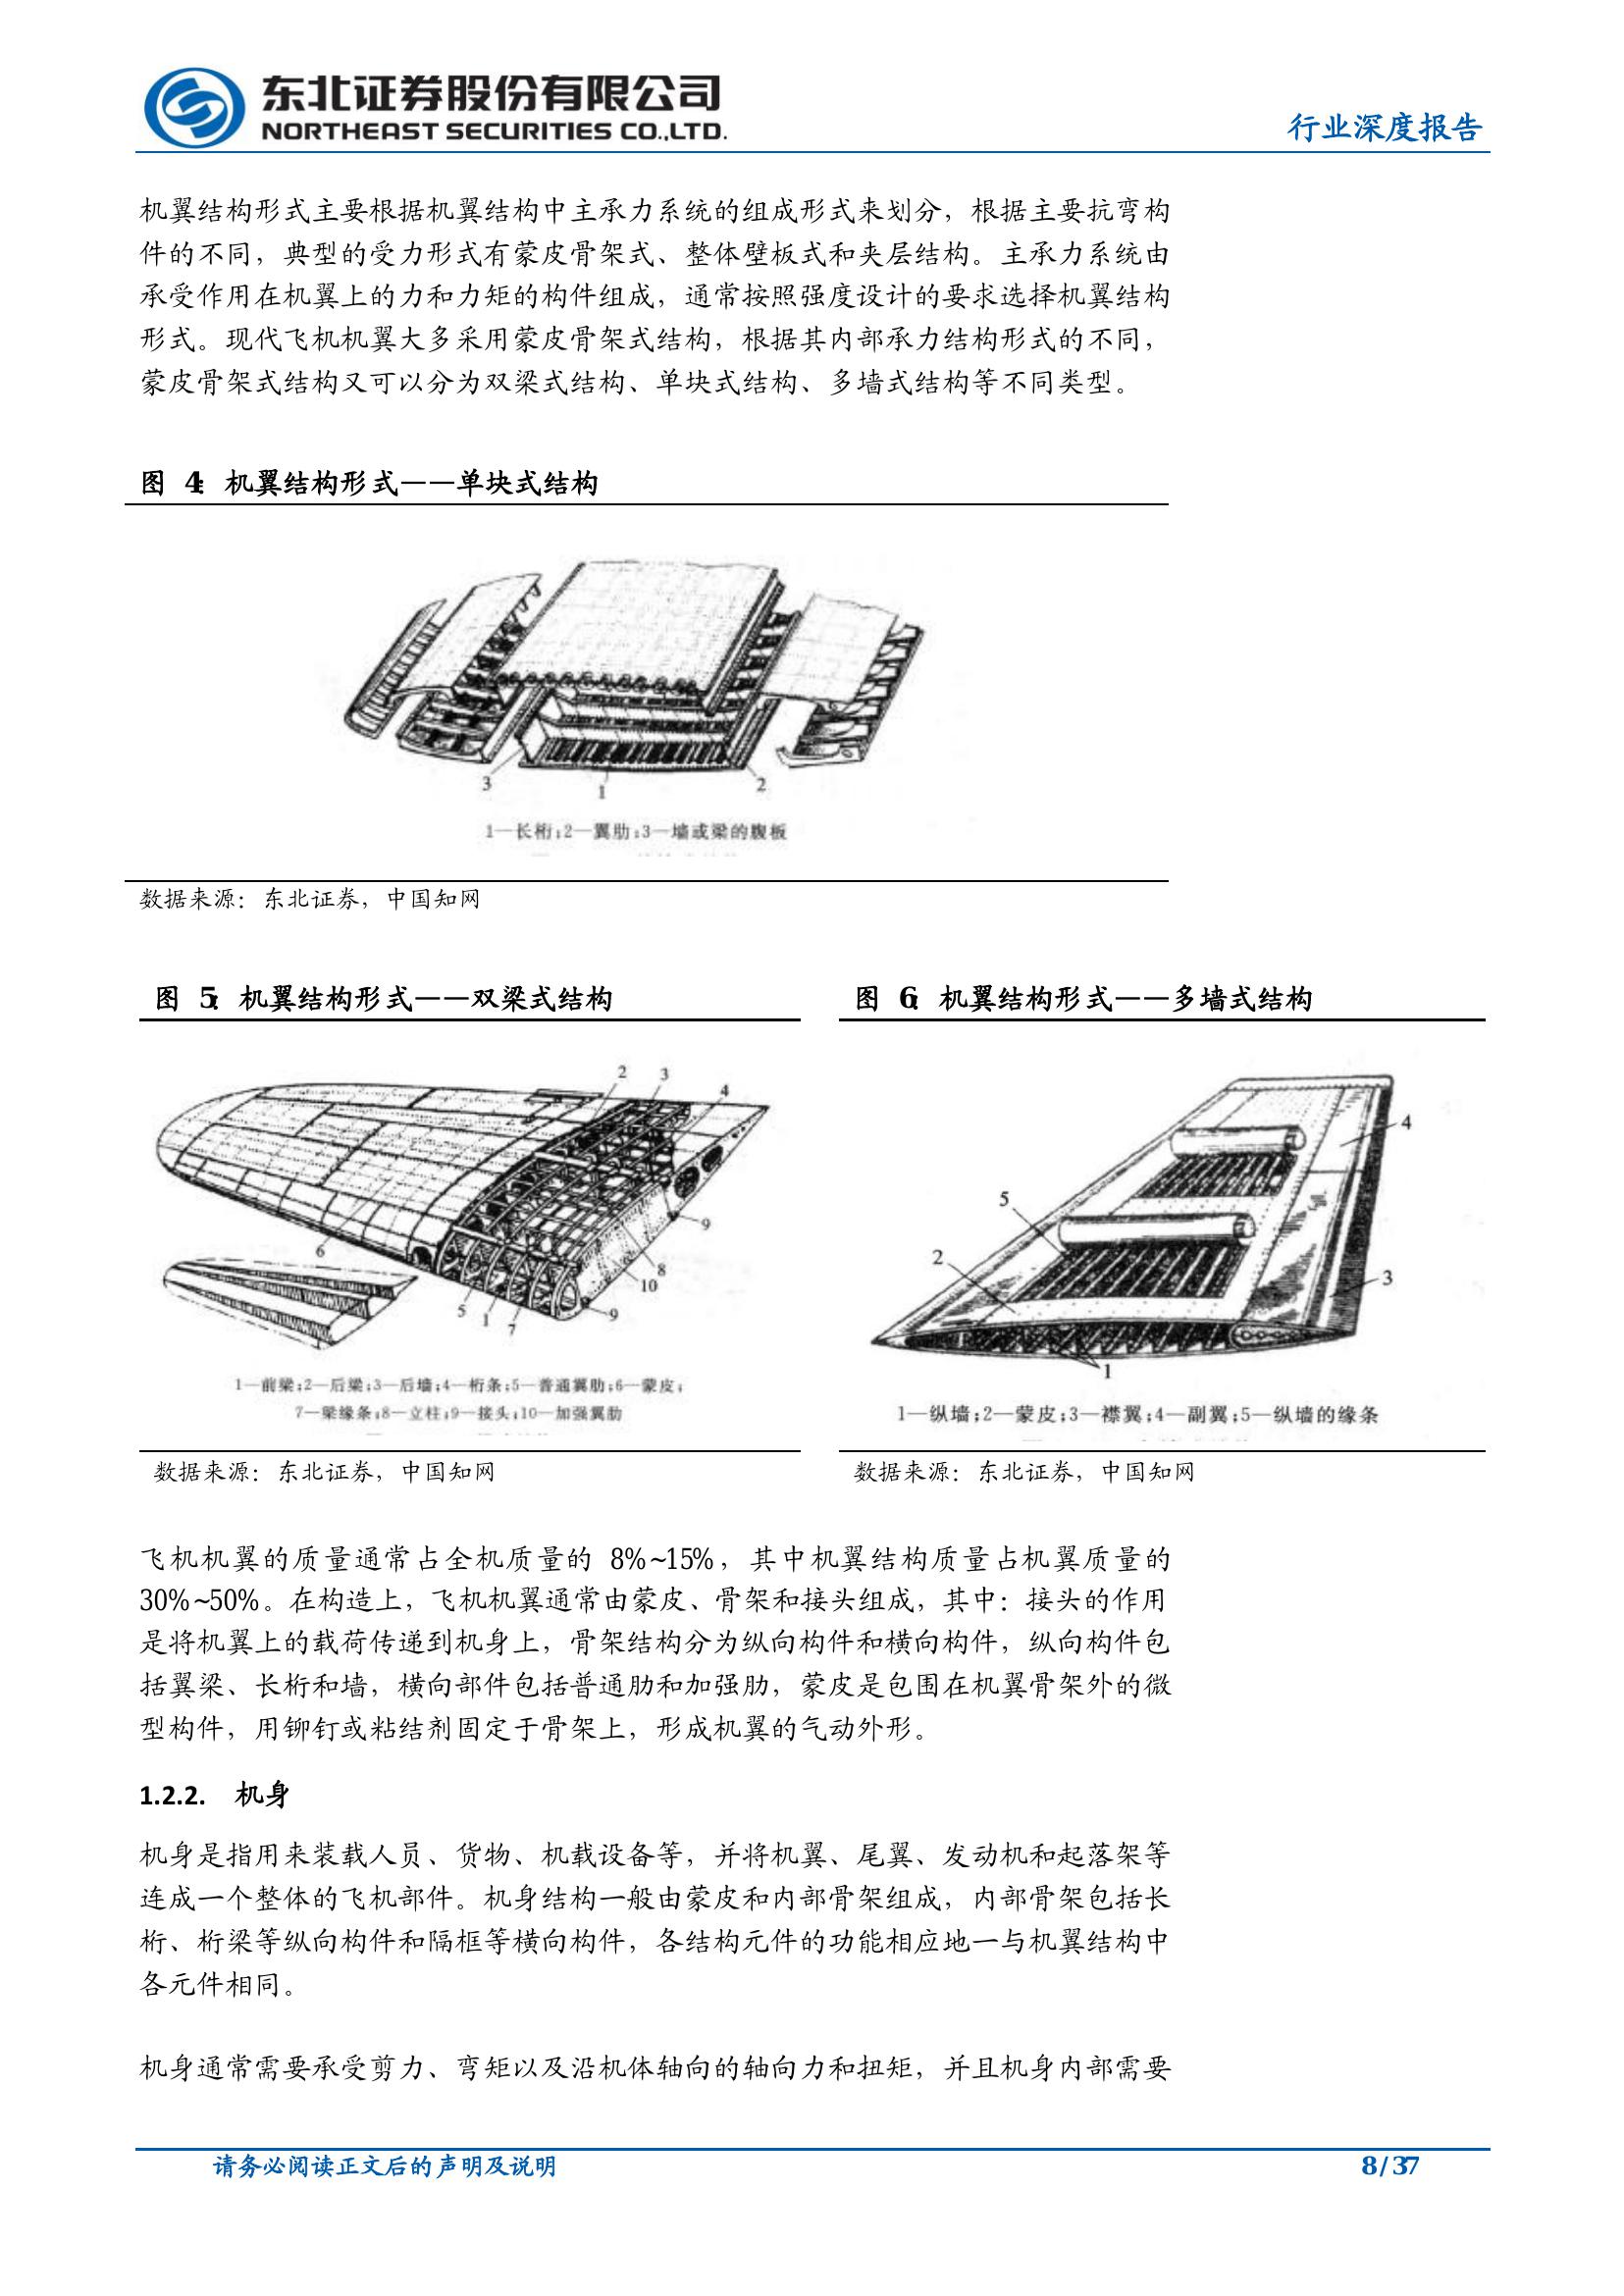 东北证券股份有限公司
NORTHEAST SECURITIES CO.,LTD.
行业深度报告
机翼结构形式主要根据机翼结构中主承力系统的组成形式来划分，根据主要抗弯构
件的不同，典型的受力形式有蒙皮骨架式、整体壁板式和夹层结构。主承力系统由
承受作用在机翼上的力和力矩的构件组成，通常按照强度设计的要求选择机翼结构
形式。现代飞机机翼大多采用蒙皮骨架式结构，根据其内部承力结构形式的不同，
蒙皮骨架式结构又可以分为双梁式结构、单块式结构、多墙式结构等不同类型。
图 4：机翼结构形式——单块式结构
3
1
2
1—长桁；2—翼肋；3—墙或梁的腹板
数据来源：东北证券，中国知网
图 5：机翼结构形式——双梁式结构
2
3
4
9
6
8
10
5
1
7
9
1—前梁；2—后梁；3—后墙；4—桁条；5—普通翼肋；6—蒙皮；
7—梁缘条；8—立柱；9—接头；10—加强翼肋
数据来源：东北证券，中国知网
图 6：机翼结构形式——多墙式结构
4
5
2
3
1
1—纵墙；2—蒙皮；3—襟翼；4—副翼；5—纵墙的缘条
数据来源：东北证券，中国知网
飞机机翼的质量通常占全机质量的 8%~15%，其中机翼结构质量占机翼质量的
30%~50%。在构造上，飞机机翼通常由蒙皮、骨架和接头组成，其中：接头的作用
是将机翼上的载荷传递到机身上，骨架结构分为纵向构件和横向构件，纵向构件包
括翼梁、长桁和墙，横向部件包括普通肋和加强肋，蒙皮是包围在机翼骨架外的微
型构件，用铆钉或粘结剂固定于骨架上，形成机翼的气动外形。
1.2.2. 机身
机身是指用来装载人员、货物、机载设备等，并将机翼、尾翼、发动机和起落架等
连成一个整体的飞机部件。机身结构一般由蒙皮和内部骨架组成，内部骨架包括长
桁、桁梁等纵向构件和隔框等横向构件，各结构元件的功能相应地一与机翼结构中
各元件相同。
机身通常需要承受剪力、弯矩以及沿机体轴向的轴向力和扭矩，并且机身内部需要
请务必阅读正文后的声明及说明
8 / 37